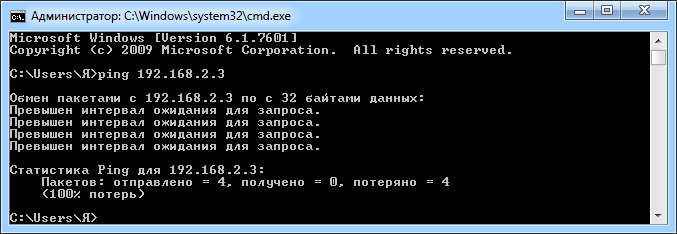 Администратор: C:\Windows\system32\cmd.exe
Microsoft Windows [Version 6.1.7601]
Copyright (c) 2009 Microsoft Corporation.  All rights reserved.
C:\Users\Я>ping 192.168.2.3
Обмен пакетами с 192.168.2.3 по с 32 байтами данных:
Превышен интервал ожидания для запроса.
Превышен интервал ожидания для запроса.
Превышен интервал ожидания для запроса.
Превышен интервал ожидания для запроса.
Статистика Ping для 192.168.2.3:
    Пакетов: отправлено = 4, получено = 0, потеряно = 4
    (100% потерь)
C:\Users\Я>